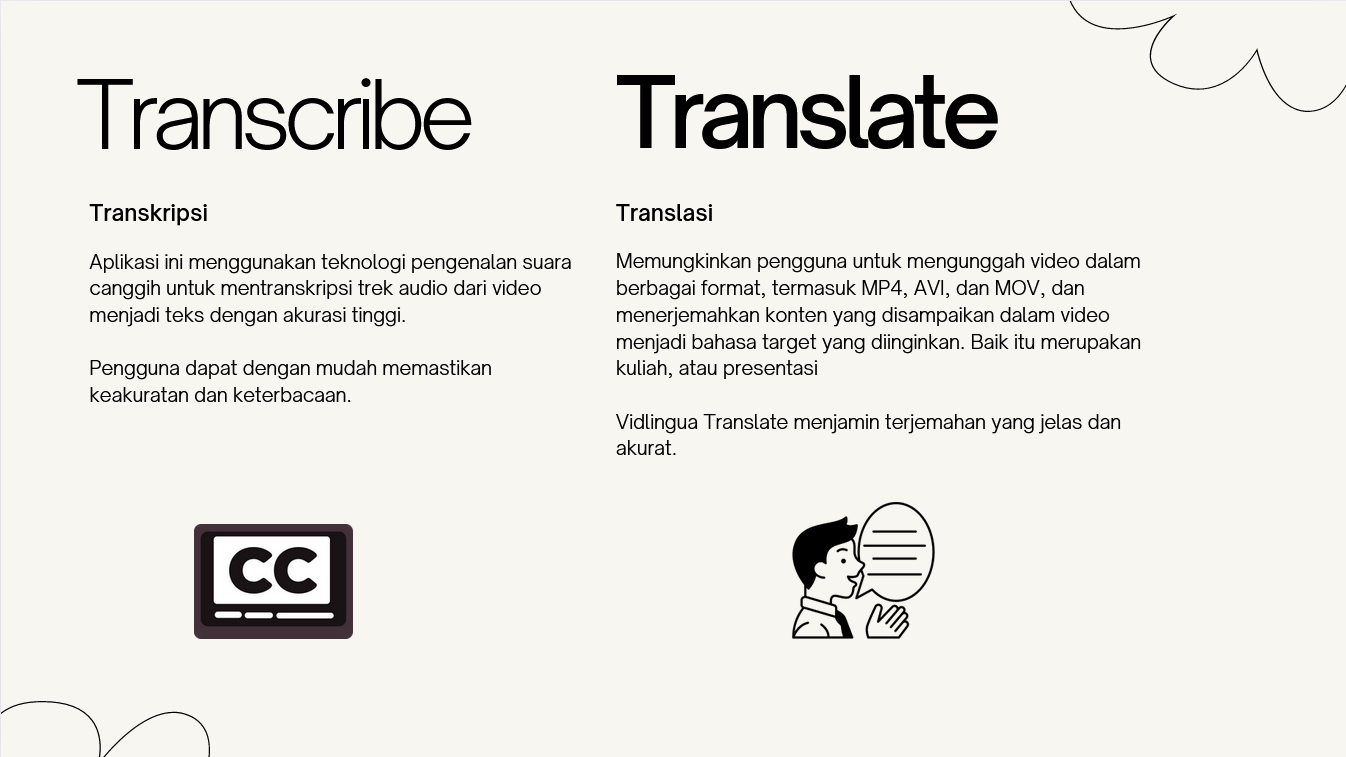 Transcribe
Transkripsi
Aplikasi ini menggunakan teknologi pengenalan suara
canggih untuk mentranskripsi trek audio dari video
menjadi teks dengan akurasi tinggi.
Pengguna dapat dengan mudah memastikan
keakuratan dan keterbacaan.
CC
Translate
Translasi
Memungkinkan pengguna untuk mengunggah video dalam
berbagai format, termasuk MP4, AVI, dan MOV, dan
menerjemahkan konten yang disampaikan dalam video
menjadi bahasa target yang diinginkan. Baik itu merupakan
kuliah, atau presentasi
Vidlingua Translate menjamin terjemahan yang jelas dan
akurat.